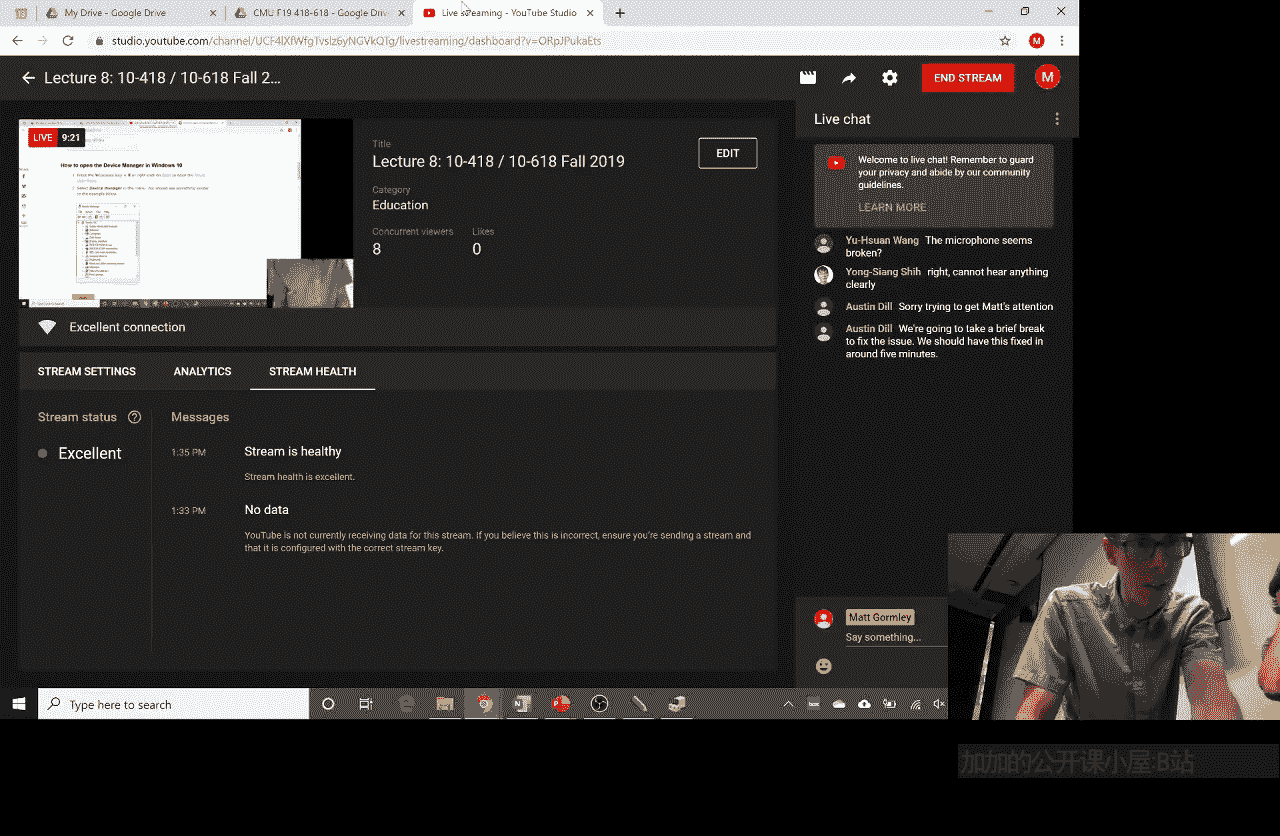 My Drive - Google Drive
CMU F19 418-618 - Google Driv
Live streaming - YouTube Studio
studio.youtube.com/channel/UCF4lXfWfgTvslz6yNGVkQ1g/livestreaming/dashboard?v=ORpJPukaEts
M
Lecture 8: 10-418 / 10-618 Fall 2...
END STREAM
M
LIVE 9:21
How to open the Device Manager in Windows 10
Title
Lecture 8: 10-418 / 10-618 Fall 2019
EDIT
Category
Education
Concurrent viewers
8
Likes
0
Excellent connection
STREAM SETTINGS
ANALYTICS
STREAM HEALTH
Stream status
Messages
Excellent
1:35 PM
Stream is healthy
Stream health is excellent.
1:33 PM
No data
YouTube is not currently receiving data for this stream. If you believe this is incorrect, ensure you're sending a stream and
that it is configured with the correct stream key.
Live chat
Welcome to live chat! Remember to guard
your privacy and abide by our community
guidelines.
LEARN MORE
Yu-Hsuan Wang The microphone seems
broken?
Yong-Siang Shih right, cannot hear anything
clearly
Austin Dill Sorry trying to get Matt's attention
Austin Dill We're going to take a brief break
to fix the issue. We should have this fixed in
around five minutes.
Matt Gormley
Say something...
Type here to search
加加的公开课小屋:B站